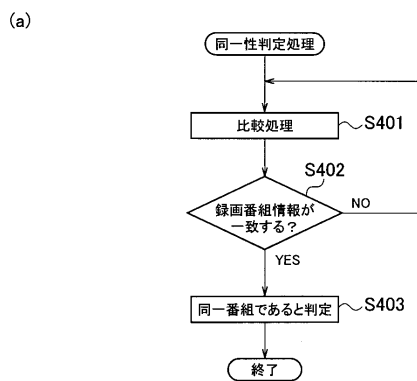 (a)
同一性判定処理
比較処理
S401
S402
録画番組情報が
一致する?
NO
YES
同一番組であると判定
S403
終了